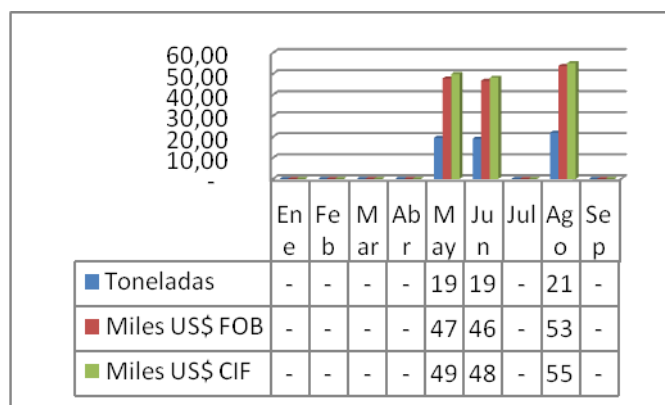 60,00
50,00
40,00
30,00
20,00
10,00
-
En Fe M Ab M Ju Jul Ag Se
e b ar r ay n o p
Toneladas - - - - 19 19 - 21 -
Miles US$ FOB - - - - 47 46 - 53 -
Miles US$ CIF - - - - 49 48 - 55 -